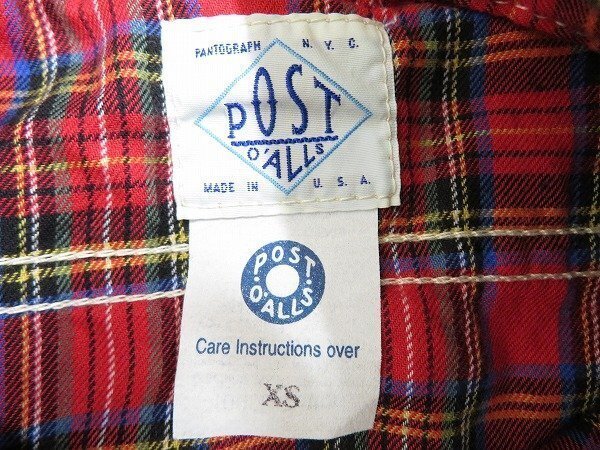 PANTOGRAPH N.Y.C.
POST
O'ALLS
MADE IN U.S.A.
POST
O'ALLS
Care Instructions over
XS